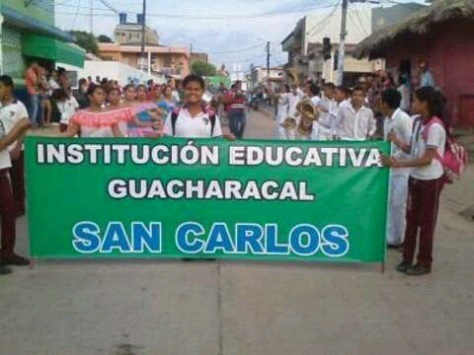 INSTITUCIÓN EDUCATIVA
GUACHARACAL
SAN CARLOS